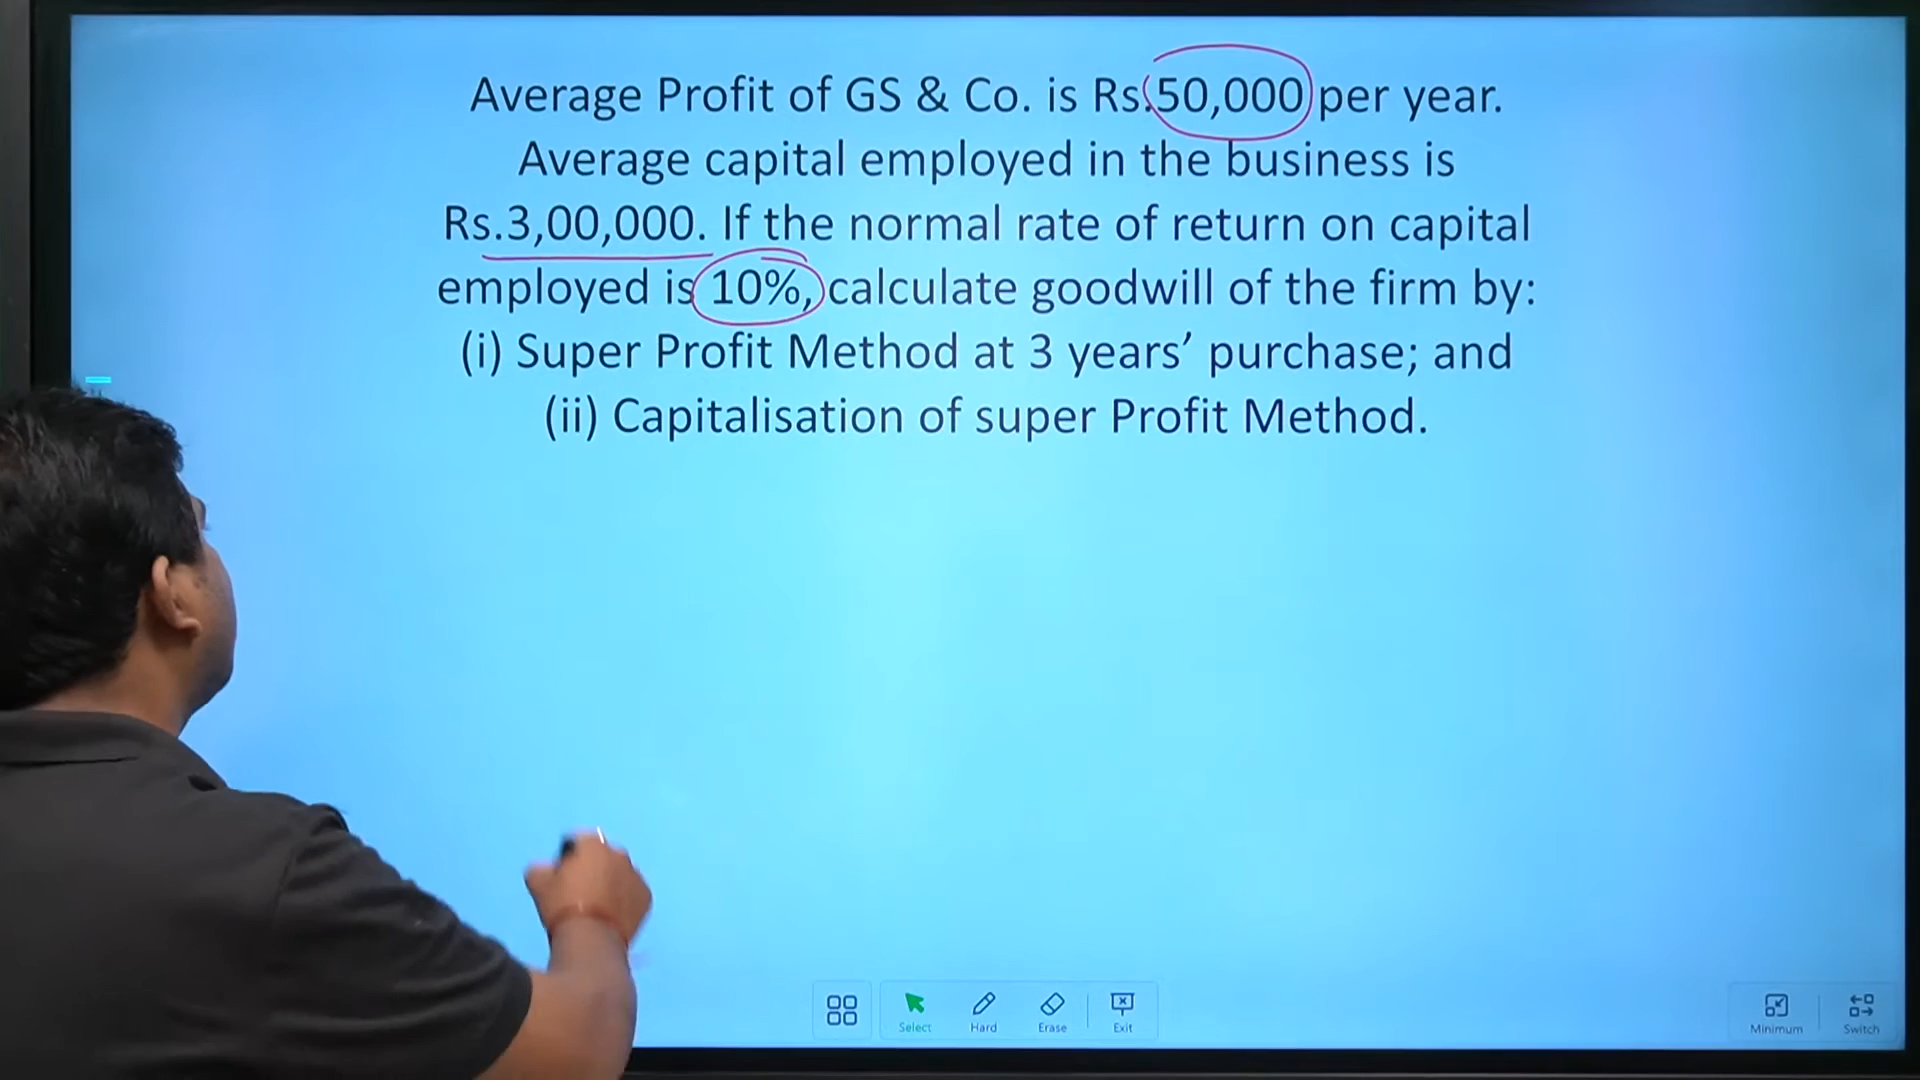 Average Profit of GS & Co. is Rs.50,000 per year.
Average capital employed in the business is
Rs.3,00,000. If the normal rate of return on capital
employed is 10%, calculate goodwill of the firm by:
(i) Super Profit Method at 3 years’ purchase; and
(ii) Capitalisation of super Profit Method.
Select
Hard
Erase
Exit
Minimum
Switch